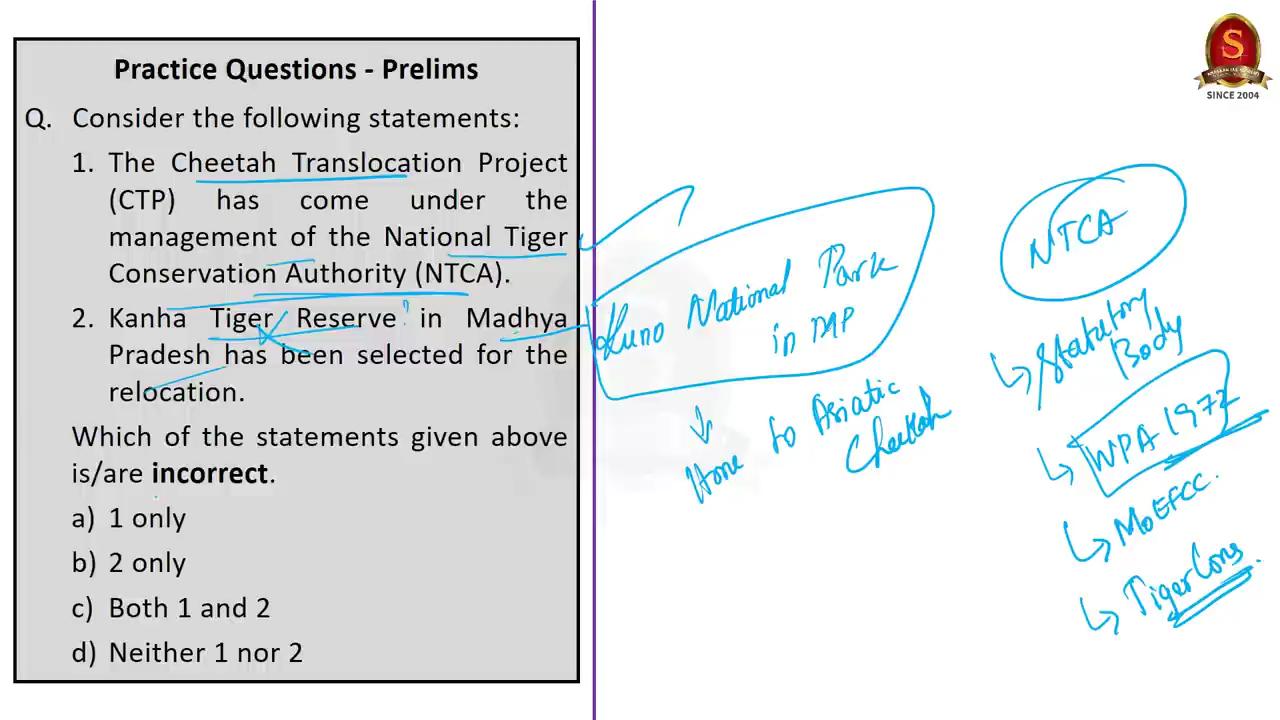 Practice Questions - Prelims
Q. Consider the following statements:
1. The Cheetah Translocation Project
(CTP) has come under the
management of the National Tiger
Conservation Authority (NTCA).
2. Kanha Tiger Reserve in Madhya
Pradesh has been selected for the
relocation.
Which of the statements given above
is/are incorrect.
a) 1 only
b) 2 only
c) Both 1 and 2
d) Neither 1 nor 2
Kuno National Park
in MP
Home to Asiatic
Cheetah
NTCA
Statutory
Body
WPA 1972
MoEFCC.
Tiger Cons.
S
SINCE 2004